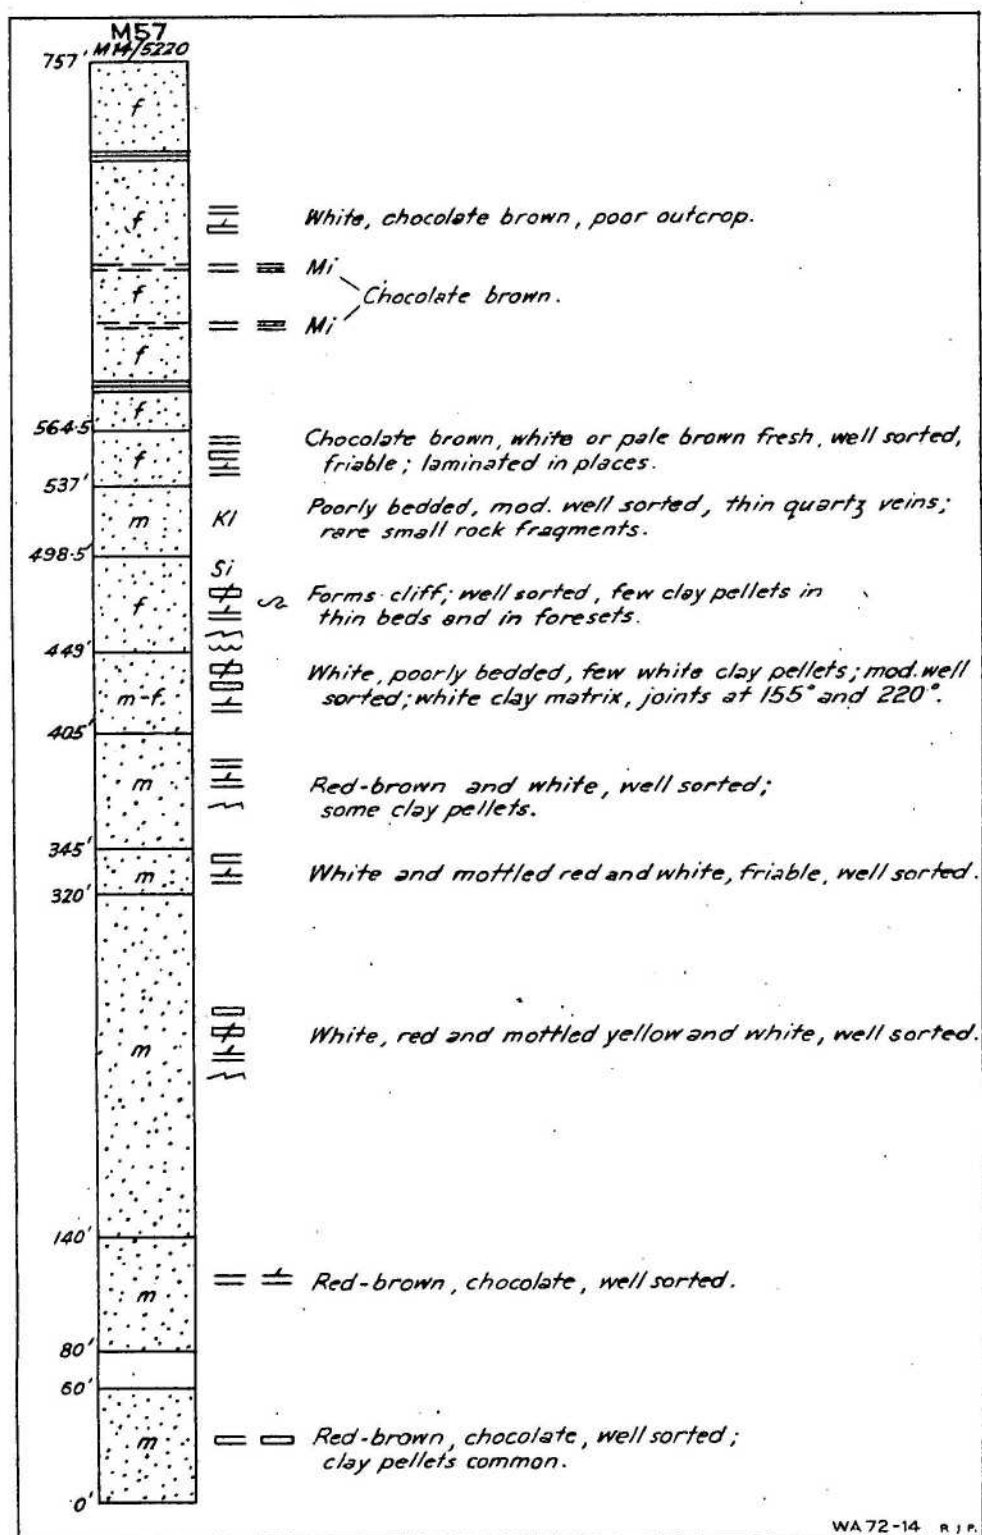 M57
M14/5220
757'
f
f
White, chocolate brown, poor outcrop.
Mi
f
Chocolate brown.
Mi
f
f
564.5'
Chocolate brown, white or pale brown fresh, well sorted,
f
friable; laminated in places.
537'
Poorly bedded, mod. well sorted, thin quartz veins;
m
Kl
rare small rock fragments.
498.5'
Si
Forms cliff; well sorted, few clay pellets in
f
thin beds and in foresets.
449'
White, poorly bedded, few white clay pellets; mod. well
m-f.
sorted; white clay matrix, joints at 155° and 220°.
405'
m
Red-brown and white, well sorted;
some clay pellets.
345'
m
White and mottled red and white, friable, well sorted.
320'
m
White, red and mottled yellow and white, well sorted.
140'
m
Red-brown, chocolate, well sorted.
80'
60'
m
Red-brown, chocolate, well sorted;
clay pellets common.
0'
WA 72-14 R.J.P.